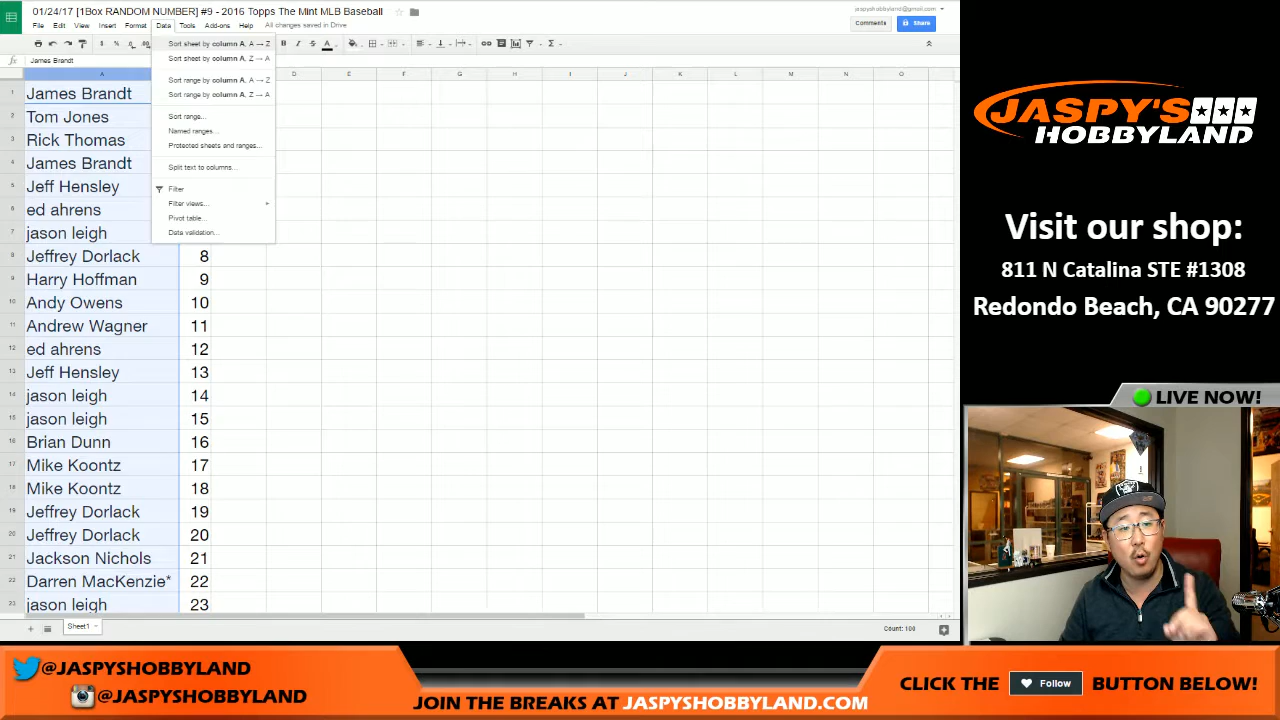 01/24/17 [1Box RANDOM NUMBER] #9 - 2016 Topps The Mint MLB Baseball
jaspyshobbyland@gmail.com
File Edit View Insert Format Data Tools Add-ons Help All changes saved in Drive
Comments
Share
fx James Brandt
A D E F G H I J K L M N O
Sort sheet by column A, A → Z
Sort sheet by column A, Z → A
Sort range by column A, A → Z
Sort range by column A, Z → A
Sort range...
Named ranges...
Protected sheets and ranges...
Split text to columns...
Filter
Filter views...
Pivot table...
Data validation...
1 James Brandt
2 Tom Jones
3 Rick Thomas
4 James Brandt
5 Jeff Hensley
6 ed ahrens
7 jason leigh
8 Jeffrey Dorlack 8
9 Harry Hoffman 9
10 Andy Owens 10
11 Andrew Wagner 11
12 ed ahrens 12
13 Jeff Hensley 13
14 jason leigh 14
15 jason leigh 15
16 Brian Dunn 16
17 Mike Koontz 17
18 Mike Koontz 18
19 Jeffrey Dorlack 19
20 Jeffrey Dorlack 20
21 Jackson Nichols 21
22 Darren MacKenzie* 22
23 jason leigh 23
Sheet1
Count: 100
JASPY'S
HOBBYLAND
Visit our shop:
811 N Catalina STE #1308
Redondo Beach, CA 90277
LIVE NOW!
@JASPYSHOBBYLAND
@JASPYSHOBBYLAND
JOIN THE BREAKS AT JASPYSHOBBYLAND.COM
CLICK THE Follow BUTTON BELOW!